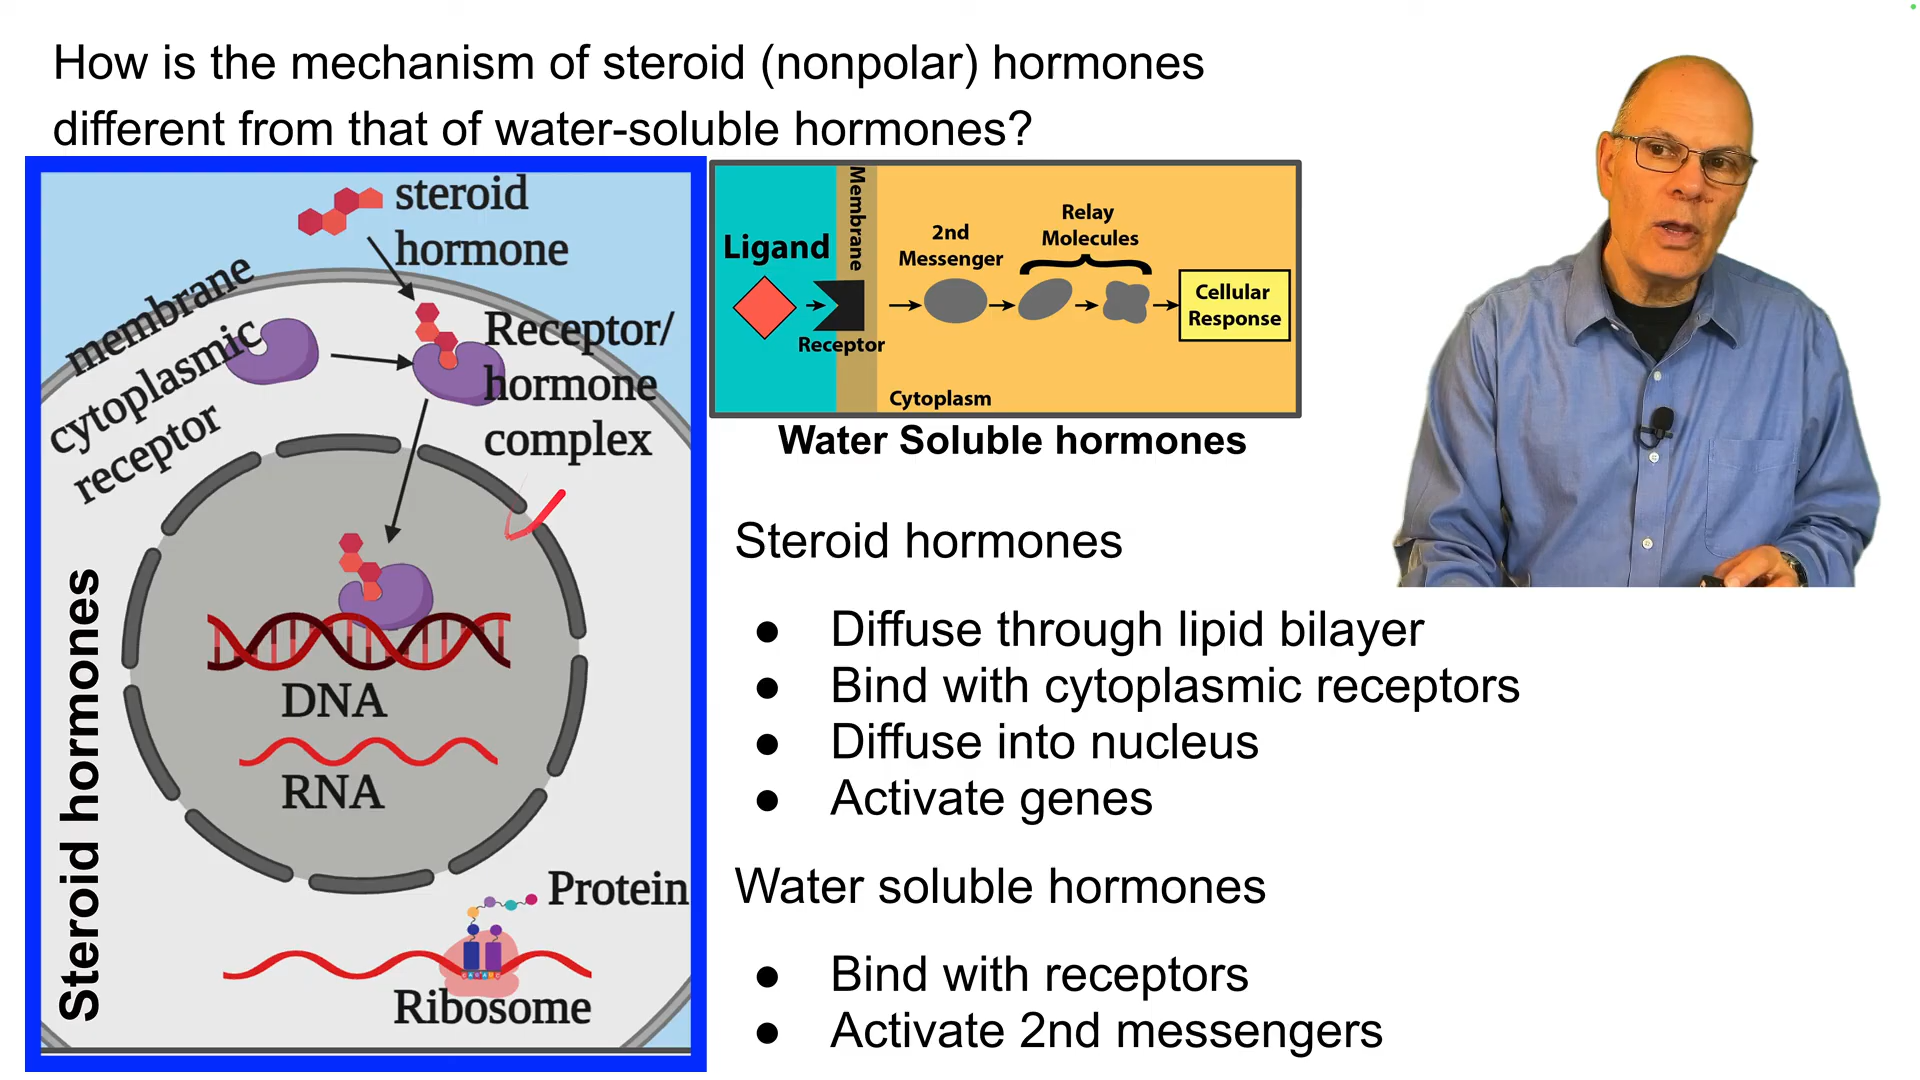 How is the mechanism of steroid (nonpolar) hormones
different from that of water-soluble hormones?
steroid
hormone
membrane
cytoplasmic
receptor
Receptor/
hormone
complex
DNA
RNA
Protein
Ribosome
Steroid hormones
Ligand
Membrane
Receptor
2nd
Messenger
Relay
Molecules
Cellular
Response
Cytoplasm
Water Soluble hormones
Steroid hormones
● Diffuse through lipid bilayer
● Bind with cytoplasmic receptors
● Diffuse into nucleus
● Activate genes
Water soluble hormones
● Bind with receptors
● Activate 2nd messengers